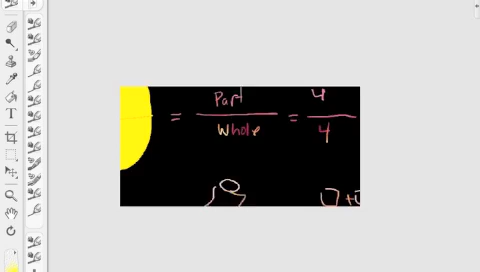 = Part / Whole = 4 / 4
T